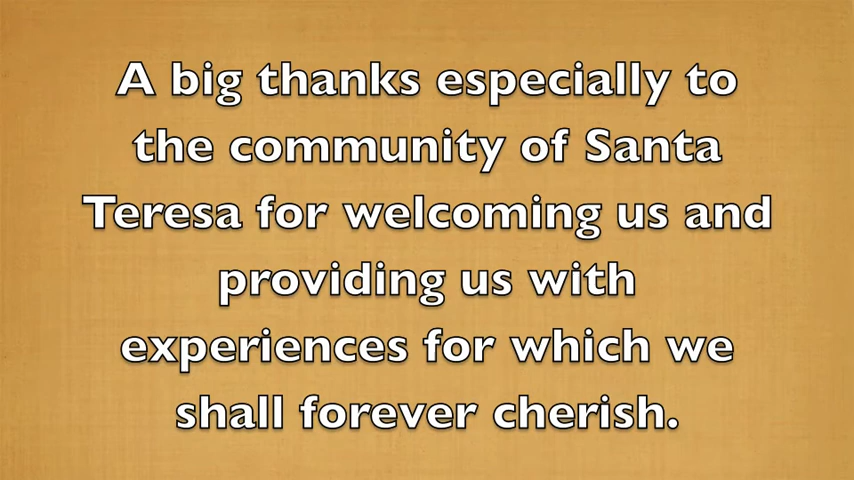 A big thanks especially to
the community of Santa
Teresa for welcoming us and
providing us with
experiences for which we
shall forever cherish.